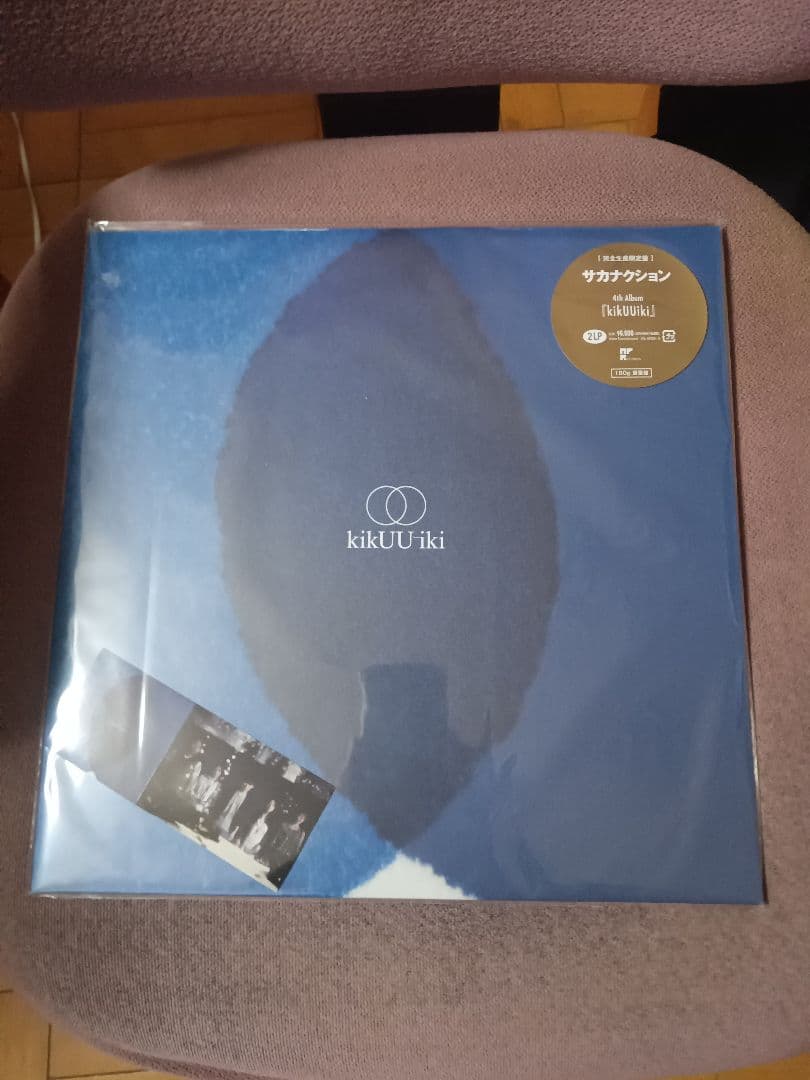 [完全生産限定盤]
サカナクション
4th Album
『kikUUiki』
2LP
180g 重量盤
kikUU-iki